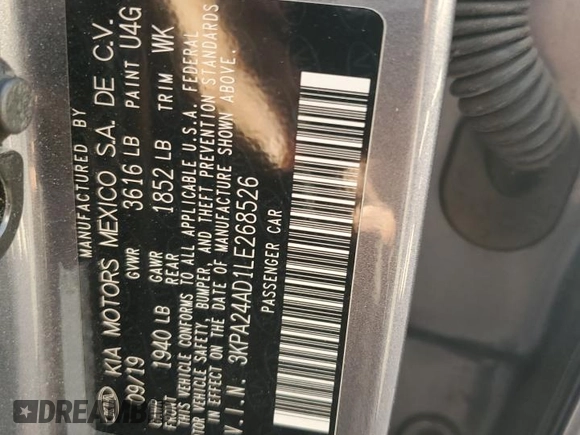 MANUFACTURED BY
KIA MOTORS MEXICO S.A. DE C.V.
09/19 GVWR 3616 LB PAINT U4G
GAWR 1940 LB GAWR REAR 1852 LB TRIM WK
THIS VEHICLE CONFORMS TO ALL APPLICABLE U.S.A. FEDERAL
MOTOR VEHICLE SAFETY, BUMPER, AND THEFT PREVENTION STANDARDS
IN EFFECT ON THE DATE OF MANUFACTURE SHOWN ABOVE.
V.I.N. 3KPA24AD1LE268526
PASSENGER CAR